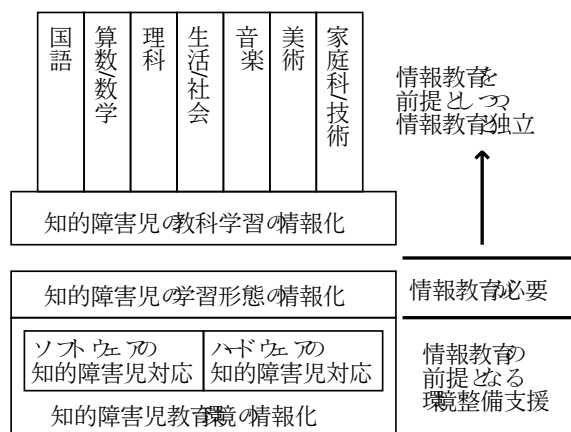 国語
算数/数学
理科
生活/社会
音楽
美術
家庭科/技術
情報教育を
前提としつつ
情報教育と独立
知的障害児の教科学習の情報化
知的障害児の学習形態の情報化
情報教育が必要
ソフトウェアの
知的障害児対応
ハードウェアの
知的障害児対応
知的障害児教育環境の情報化
情報教育の
前提となる
環境整備支援